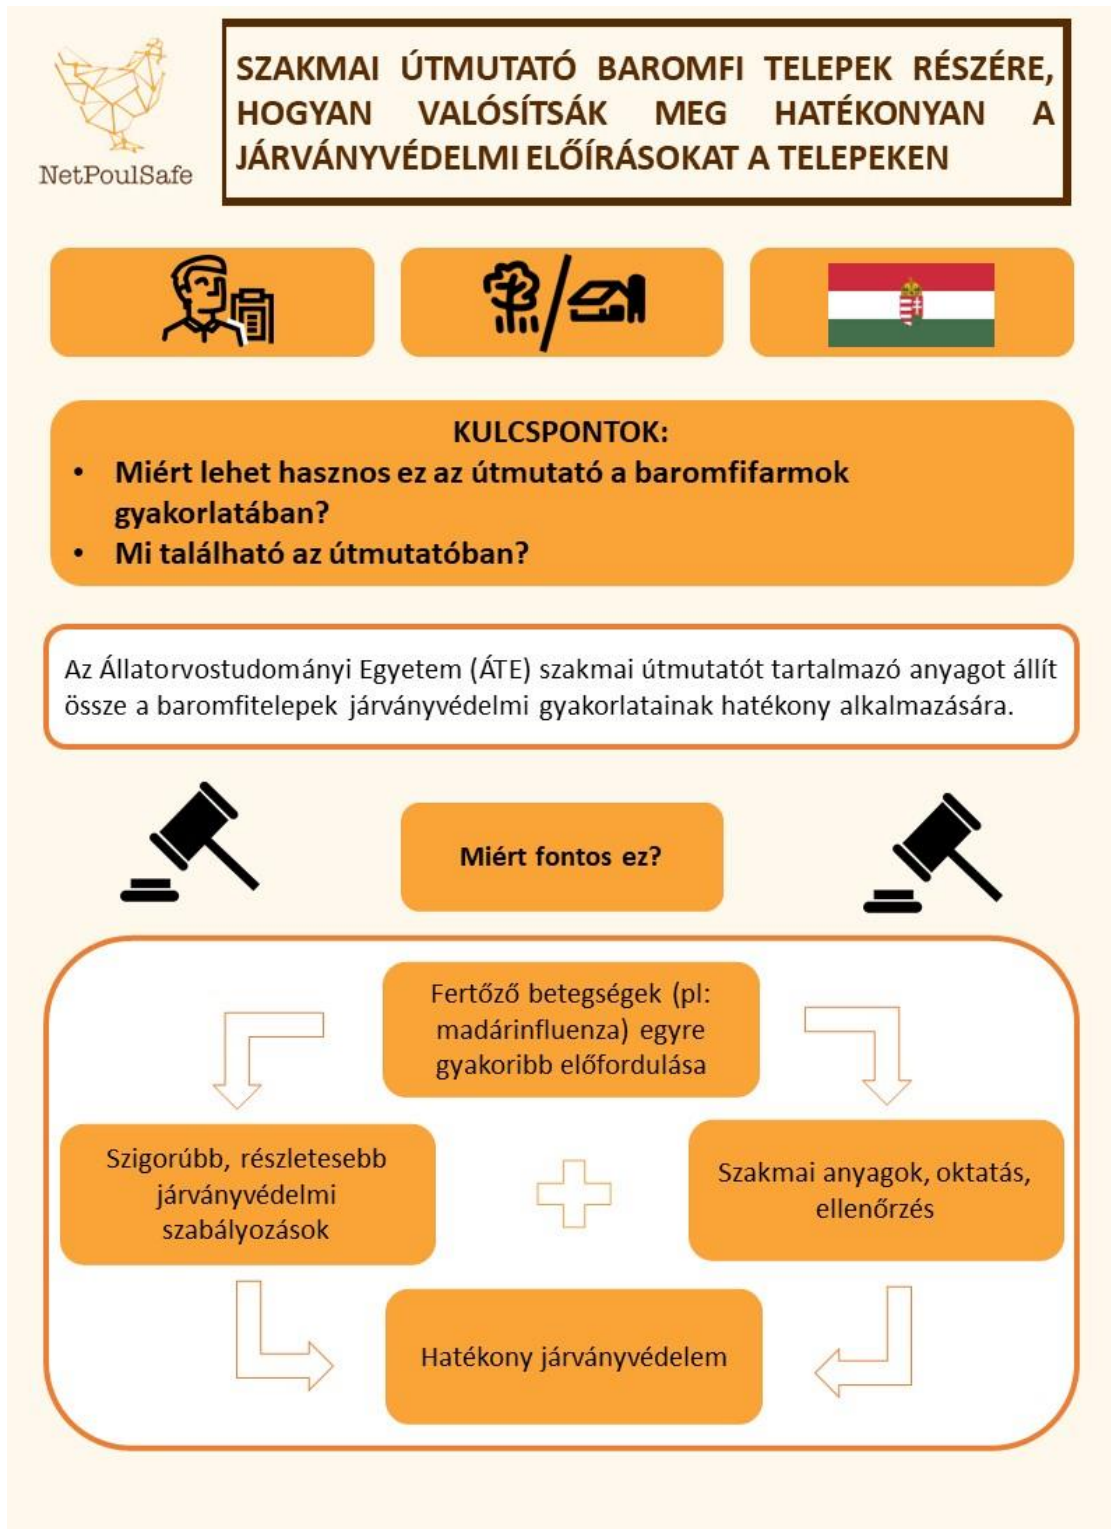 NetPoulSafe
SZAKMAI ÚTMUTATÓ BAROMFI TELEPEK RÉSZÉRE,
HOGYAN VALÓSÍTSÁK MEG HATÉKONYAN A
JÁRVÁNYVÉDELMI ELŐÍRÁSOKAT A TELEPEKEN
KULCSPONTOK:
• Miért lehet hasznos ez az útmutató a baromfifarmok
gyakorlatában?
• Mi található az útmutatóban?
Az Állatorvostudományi Egyetem (ÁTE) szakmai útmutatót tartalmazó anyagot állít
össze a baromfitelepek járványvédelmi gyakorlatainak hatékony alkalmazására.
Miért fontos ez?
Fertőző betegségek (pl:
madárinfluenza) egyre
gyakoribb előfordulása
Szigorúbb, részletesebb
járványvédelmi
szabályozások
Szakmai anyagok, oktatás,
ellenőrzés
Hatékony járványvédelem